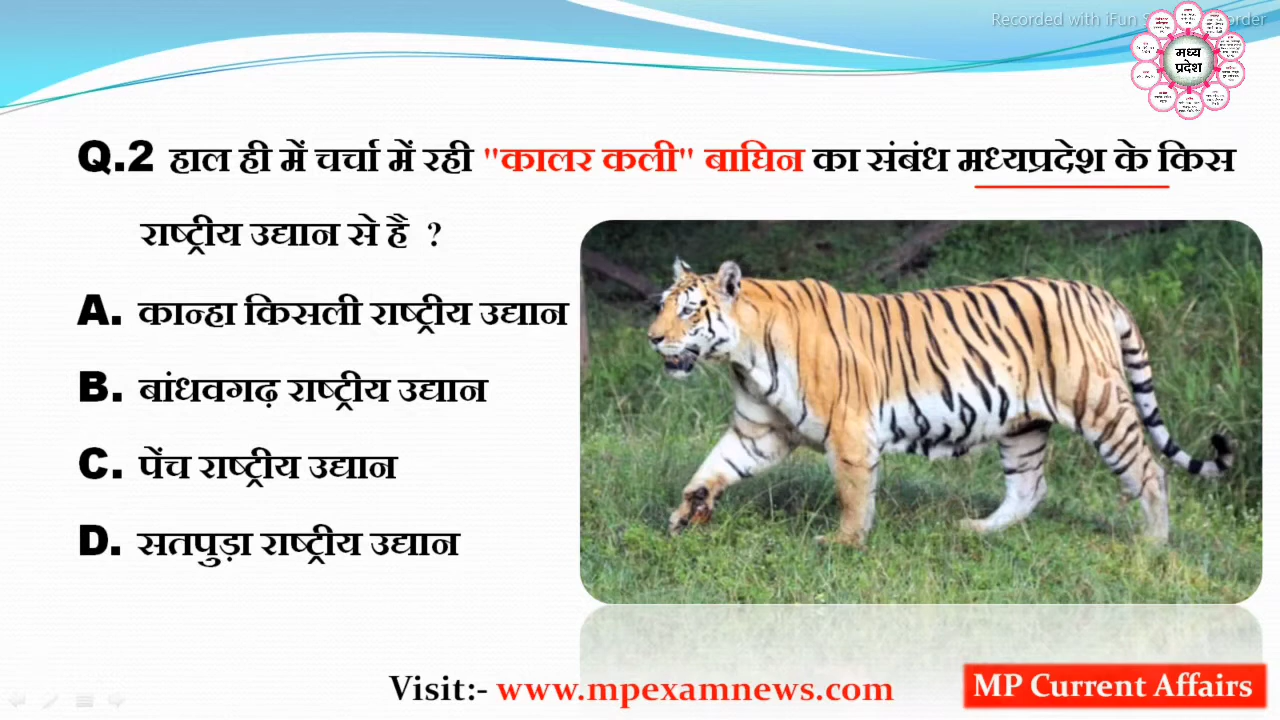 Recorded with iFun S
order
मध्य
प्रदेश
Q.2 हाल ही में चर्चा में रही "कालर कली" बाघिन का संबंध मध्यप्रदेश के किस
राष्ट्रीय उद्यान से है ?
A. कान्हा किसली राष्ट्रीय उद्यान
B. बांधवगढ़ राष्ट्रीय उद्यान
C. पेंच राष्ट्रीय उद्यान
D. सतपुड़ा राष्ट्रीय उद्यान
Visit:- www.mpexamnews.com
MP Current Affairs